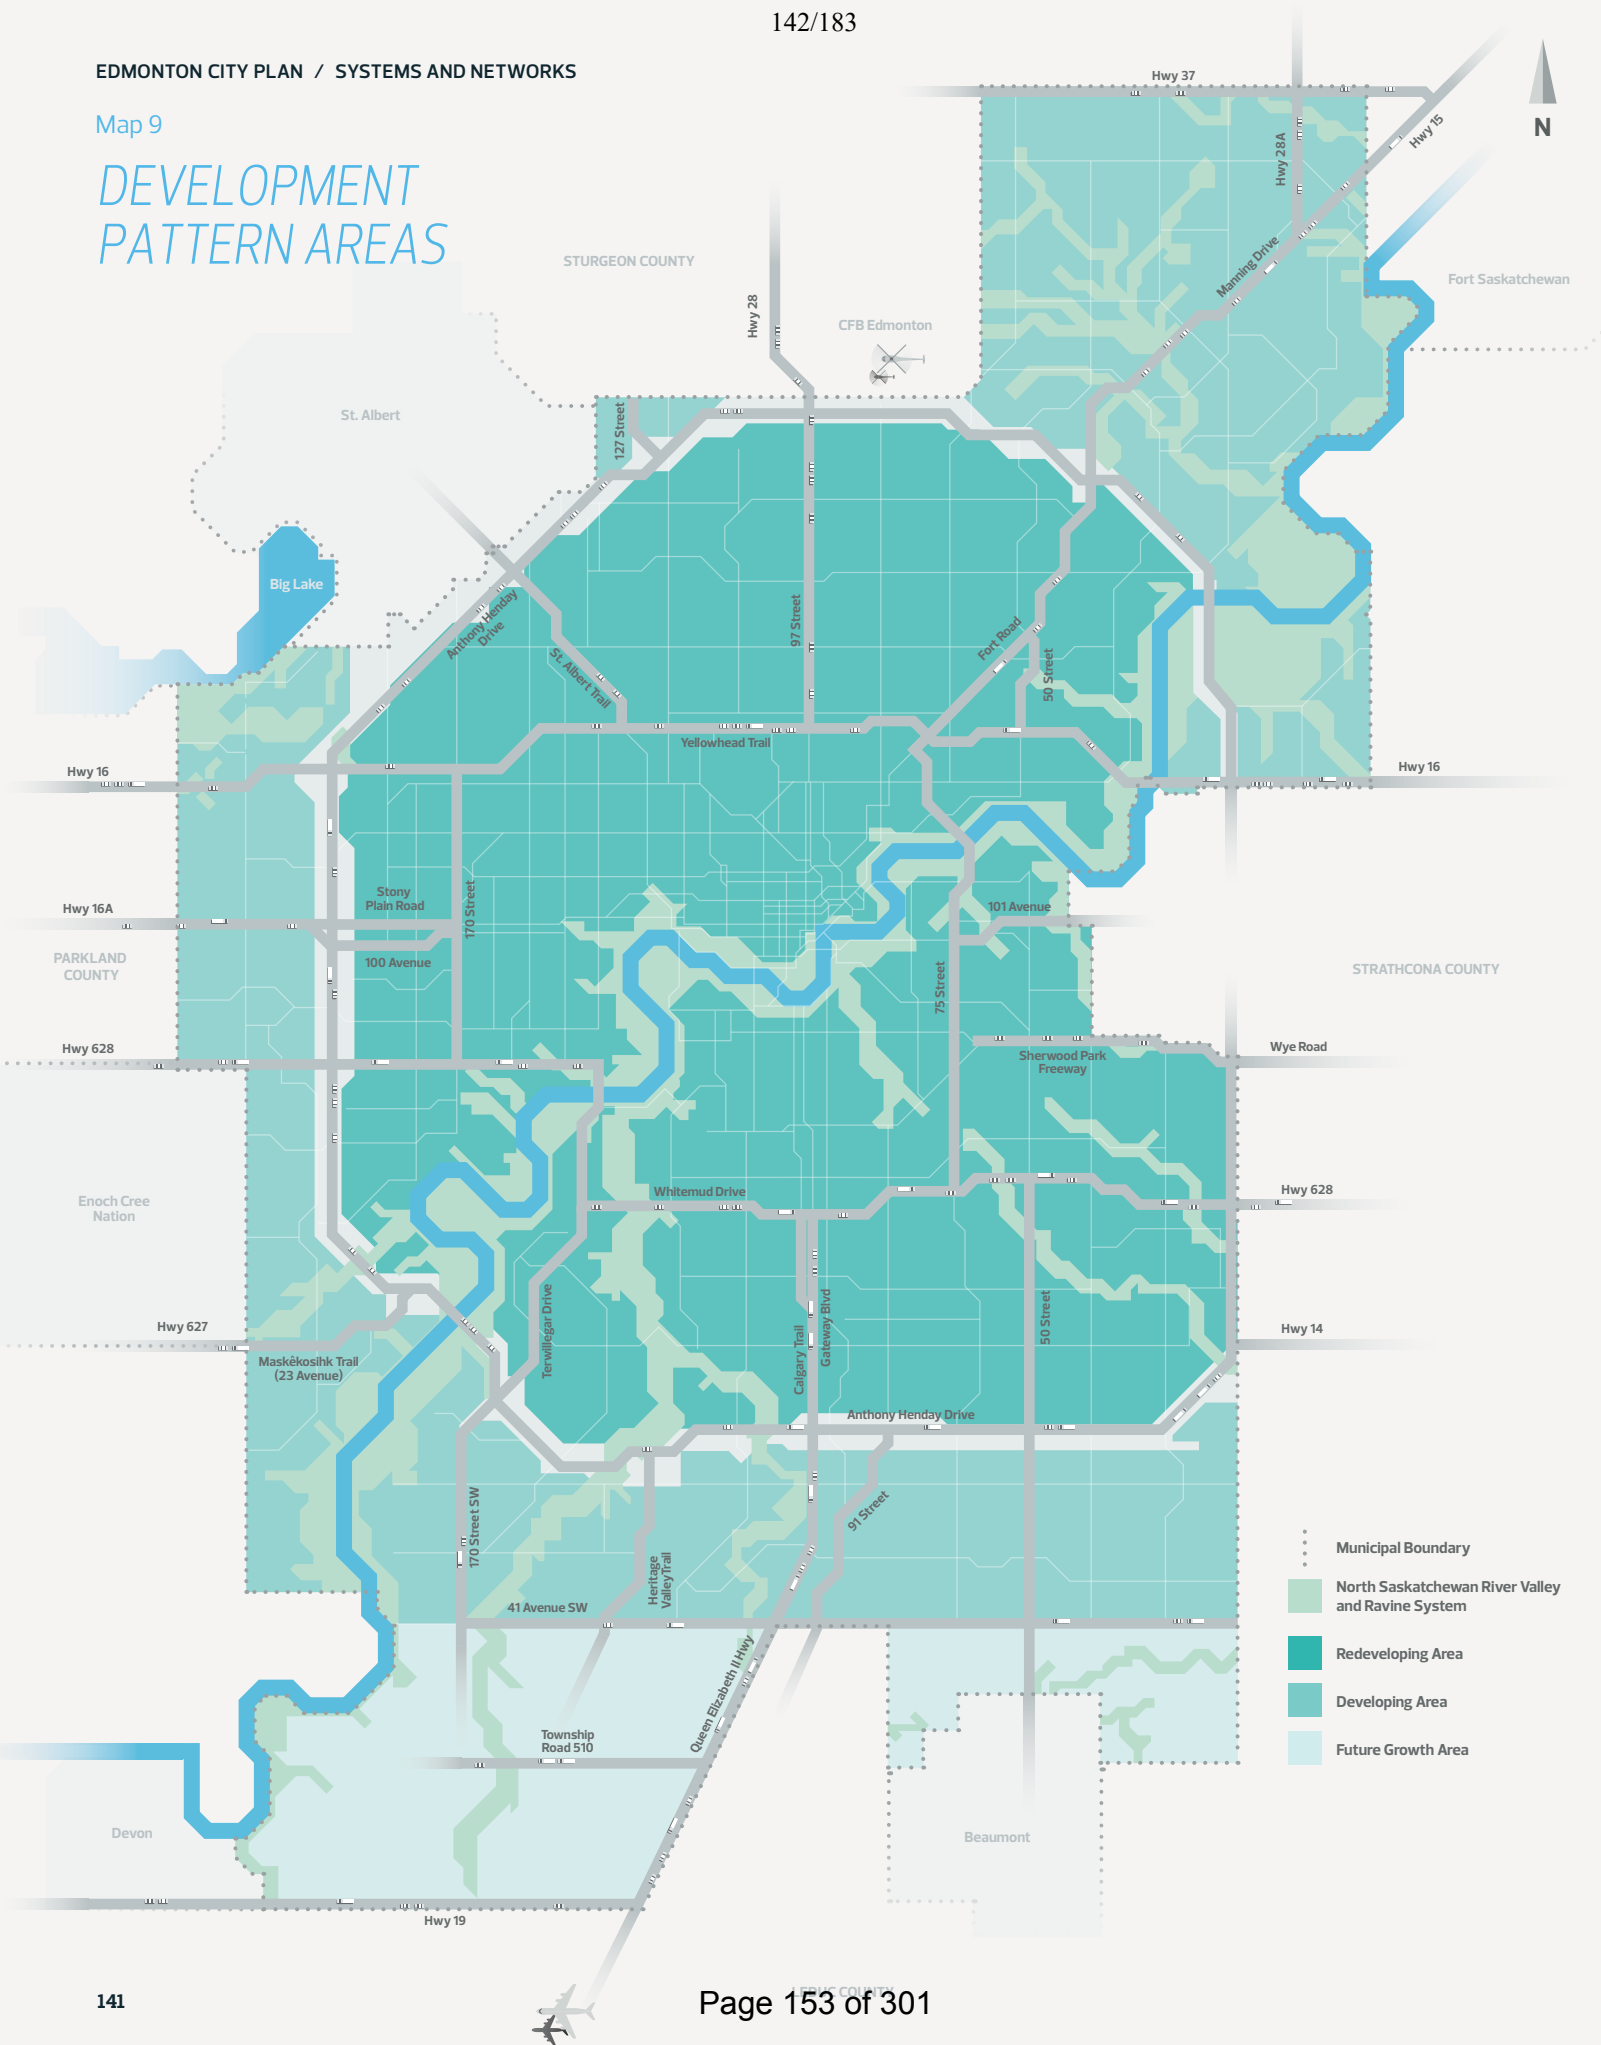 142/183
EDMONTON CITY PLAN / SYSTEMS AND NETWORKS
Map 9
DEVELOPMENT
PATTERN AREAS
Hwy 37
Hwy 15
Hwy 28A
N
STURGEON COUNTY
Manning Drive
Fort Saskatchewan
Hwy 28
CFB Edmonton
St. Albert
127 Street
Big Lake
Anthony Henday
Drive
97 Street
Fort Road
St. Albert Trail
50 Street
Yellowhead Trail
Hwy 16
Hwy 16
Stony
Plain Road
170 Street
Hwy 16A
101 Avenue
PARKLAND
COUNTY
100 Avenue
75 Street
STRATHCONA COUNTY
Hwy 628
Sherwood Park
Freeway
Wye Road
Enoch Cree
Nation
Whitemud Drive
Hwy 628
Terwillegar Drive
Calgary Trail
Gateway Blvd
50 Street
Hwy 627
Hwy 14
Maskêkosihk Trail
(23 Avenue)
Anthony Henday Drive
170 Street SW
91 Street
Heritage
Valley Trail
41 Avenue SW
Municipal Boundary
North Saskatchewan River Valley
and Ravine System
Redeveloping Area
Developing Area
Future Growth Area
Queen Elizabeth II Hwy
Township
Road 510
Devon
Beaumont
Hwy 19
LEDUC COUNTY
141
Page 153 of 301